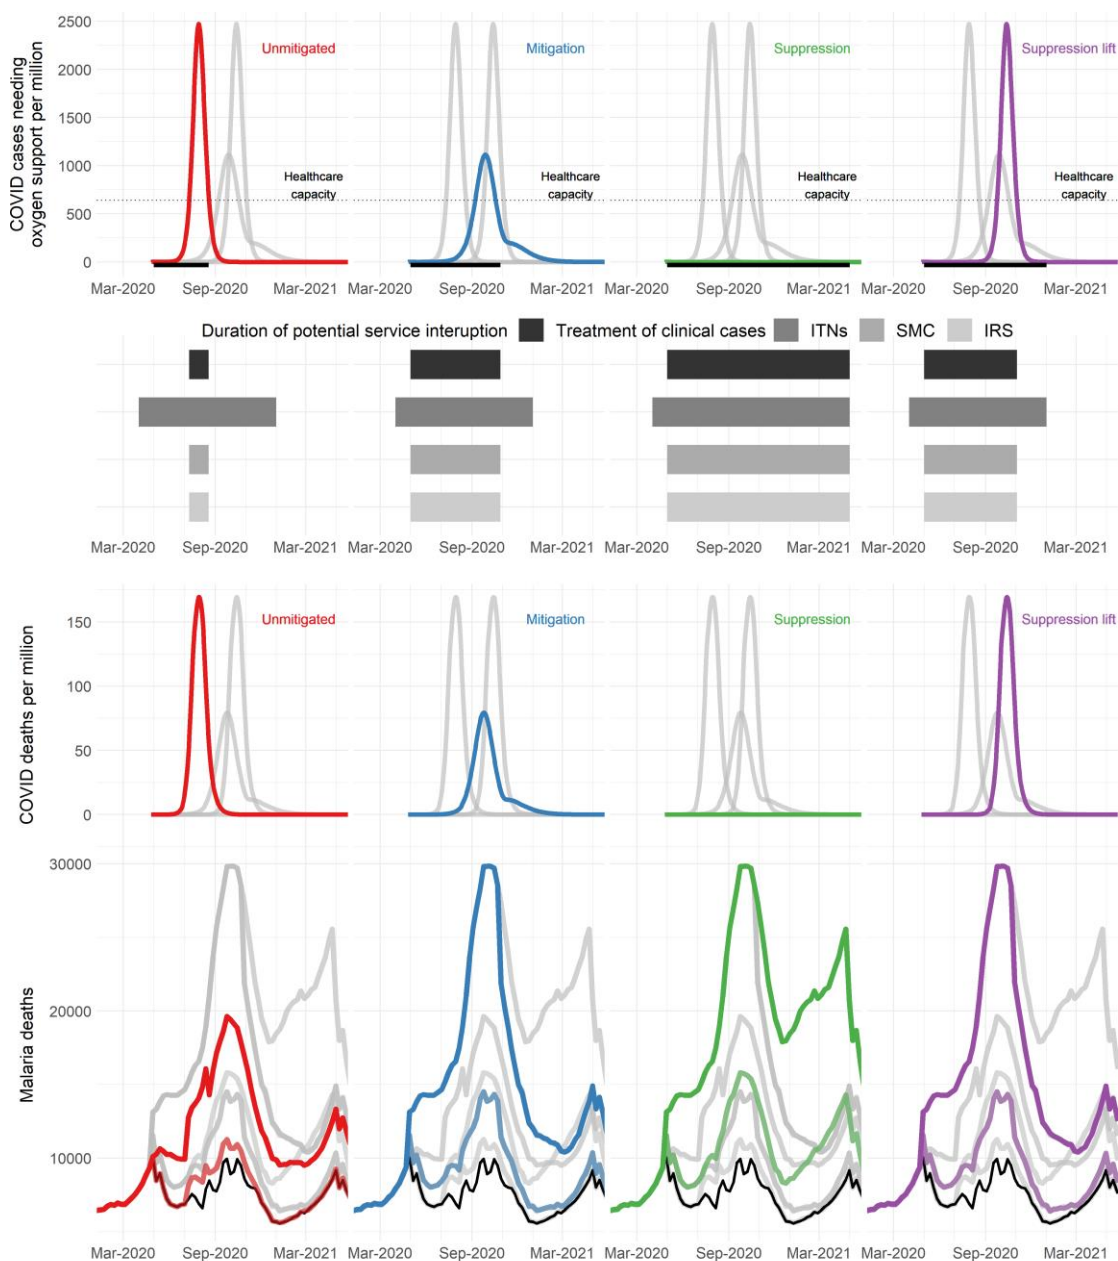 COVID cases needing
oxygen support per million
2500
2000
1500
1000
500
0
Unmitigated
Mitigation
Suppression
Suppression lift
Healthcare
capacity
Healthcare
capacity
Healthcare
capacity
Healthcare
capacity
Mar-2020 Sep-2020 Mar-2021 Mar-2020 Sep-2020 Mar-2021 Mar-2020 Sep-2020 Mar-2021 Mar-2020 Sep-2020 Mar-2021
Duration of potential service interuption Treatment of clinical cases ITNs SMC IRS
Mar-2020 Sep-2020 Mar-2021 Mar-2020 Sep-2020 Mar-2021 Mar-2020 Sep-2020 Mar-2021 Mar-2020 Sep-2020 Mar-2021
COVID deaths per million
150
100
50
0
Unmitigated
Mitigation
Suppression
Suppression lift
Malaria deaths
30000
20000
10000
Mar-2020 Sep-2020 Mar-2021 Mar-2020 Sep-2020 Mar-2021 Mar-2020 Sep-2020 Mar-2021 Mar-2020 Sep-2020 Mar-2021